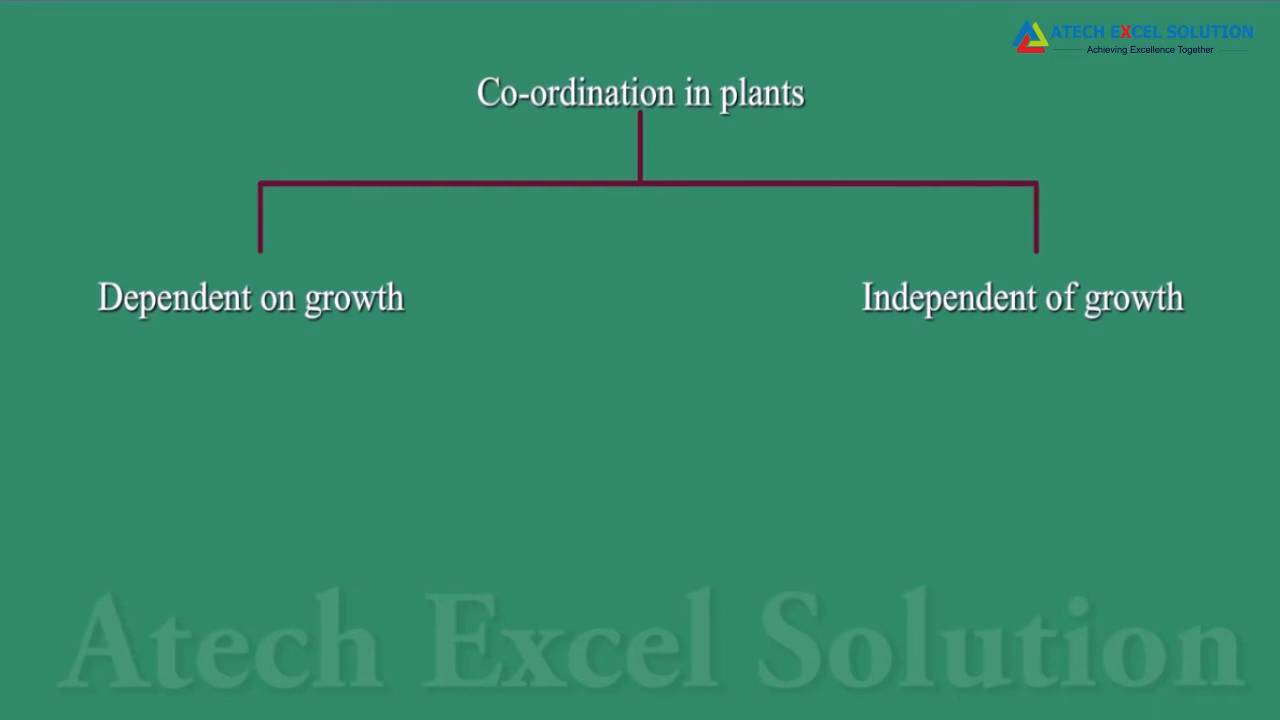 ATECH EXCEL SOLUTION
Achieving Excellence Together
Co-ordination in plants
Dependent on growth
Independent of growth
Atech Excel Solution